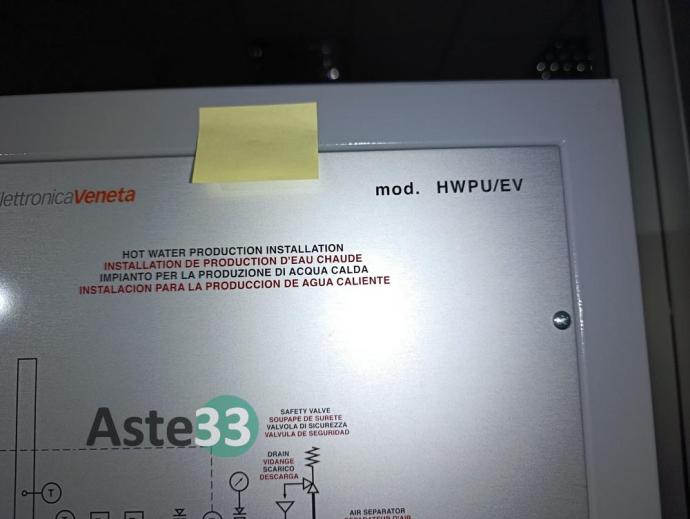 ElettronicaVeneta
mod. HWPU/EV
HOT WATER PRODUCTION INSTALLATION
INSTALLATION DE PRODUCTION D'EAU CHAUDE
IMPIANTO PER LA PRODUZIONE DI ACQUA CALDA
INSTALACION PARA LA PRODUCCION DE AGUA CALIENTE
Aste33
SAFETY VALVE
SOUPAPE DE SURETE
VALVOLA DI SICUREZZA
VALVULA DE SEGURIDAD
DRAIN
VIDANGE
SCARICO
DESCARGA
T
AIR SEPARATOR